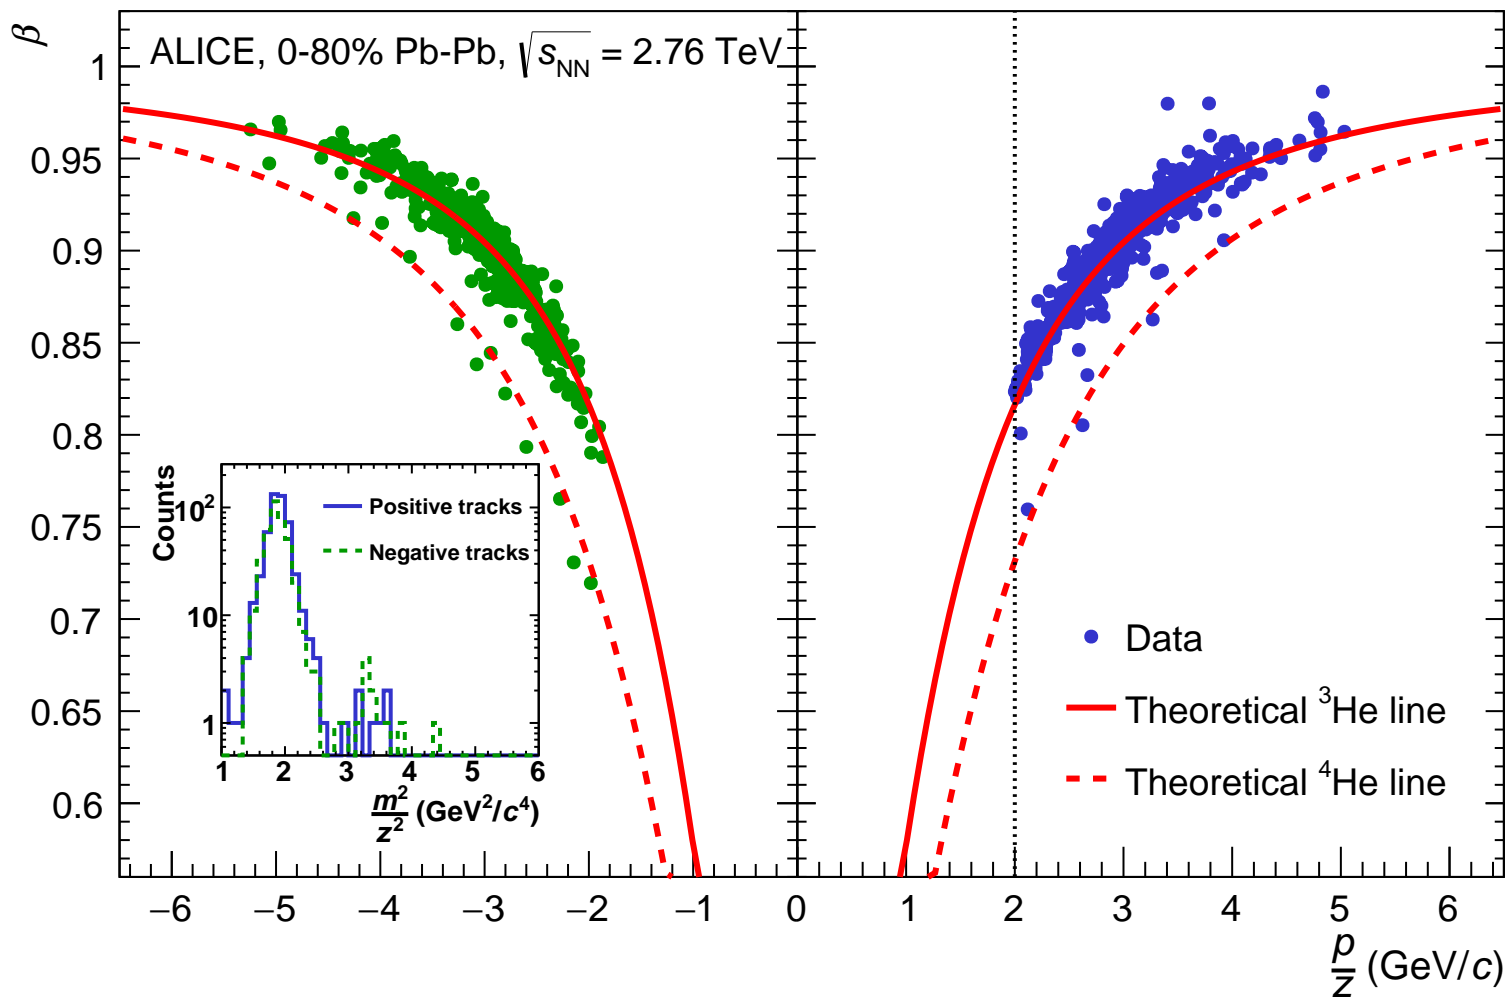 β
ALICE, 0-80% Pb-Pb, √s_NN = 2.76 TeV
1
0.95
0.9
0.85
0.8
0.75
0.7
0.65
0.6
Counts
10²
10
1
Positive tracks
Negative tracks
1 2 3 4 5 6
m²/z² (GeV²/c⁴)
Data
Theoretical ³He line
Theoretical ⁴He line
−6 −5 −4 −3 −2 −1 0 1 2 3 4 5 6
p/z (GeV/c)